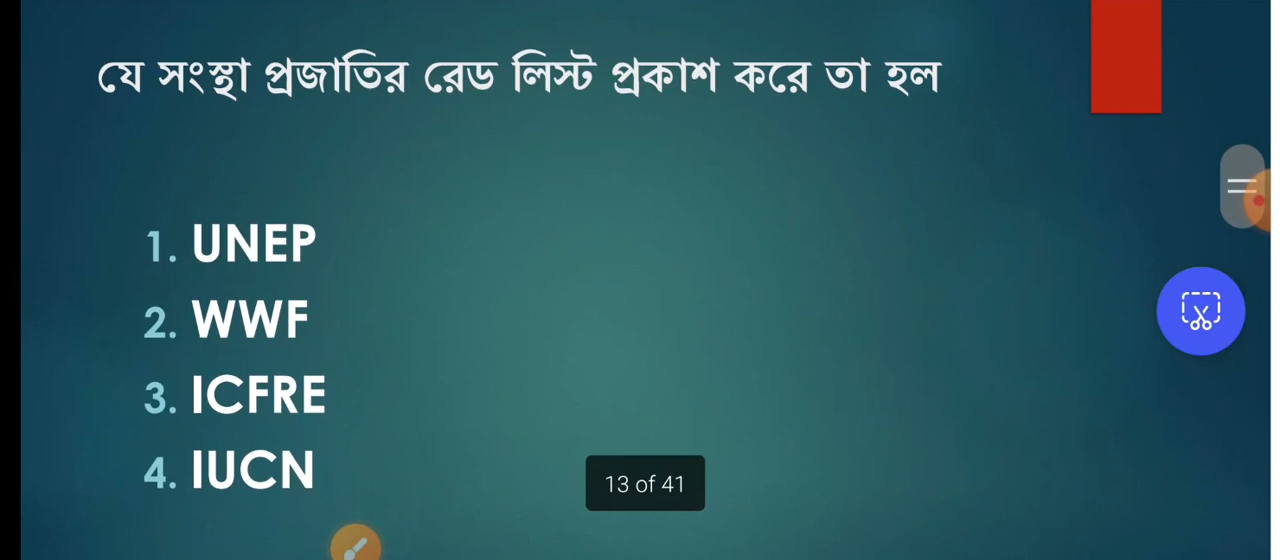 যে সংস্থা প্রজাতির রেড লিস্ট প্রকাশ করে তা হল
1. UNEP
2. WWF
3. ICFRE
4. IUCN
13 of 41